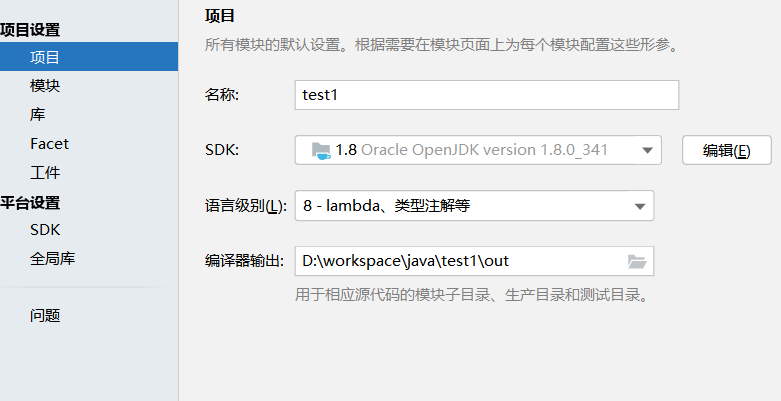 项目设置
项目
模块
库
Facet
工件
平台设置
SDK
全局库
问题
项目
所有模块的默认设置。根据需要在模块页面上为每个模块配置这些形参。
名称: test1
SDK: 1.8 Oracle OpenJDK version 1.8.0_341 编辑(E)
语言级别(L): 8 - lambda、类型注解等
编译器输出: D:\workspace\java\test1\out
用于相应源代码的模块子目录、生产目录和测试目录。